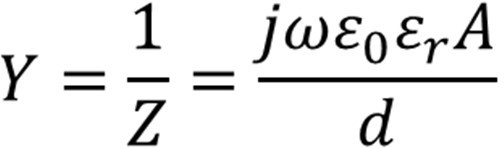 Y = 1/Z = jωε₀εᵣA/d